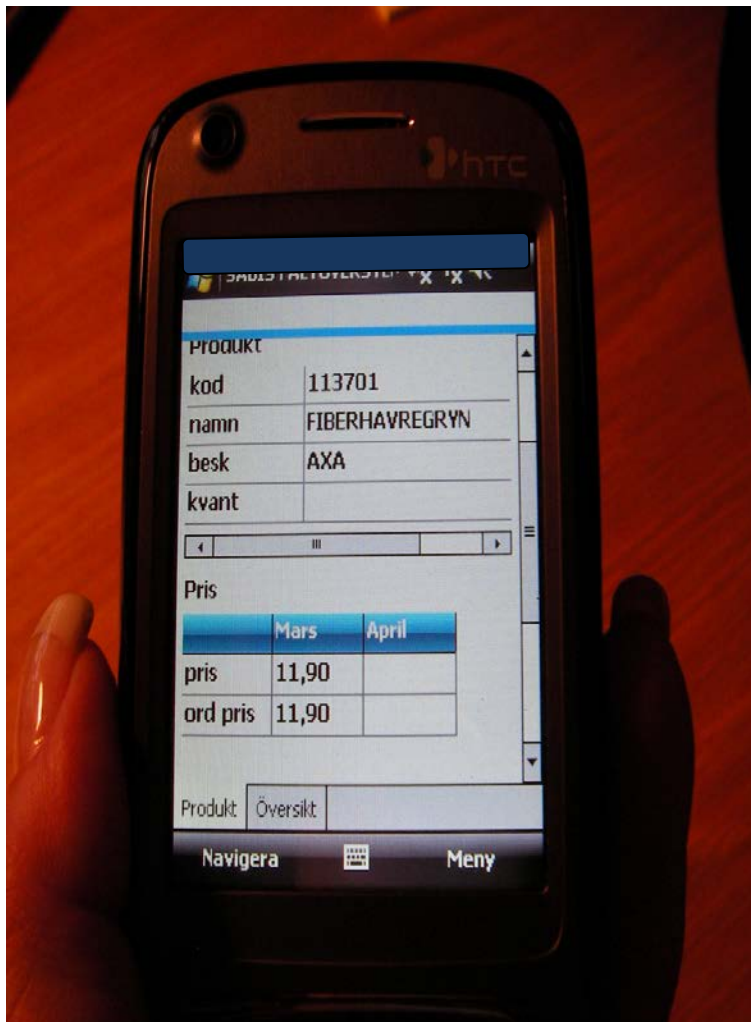 hTC
Produkt
kod 113701
namn FIBERHAVREGRYN
besk AXA
kvant
Pris
Mars April
pris 11,90
ord pris 11,90
Produkt Översikt
Navigera Meny